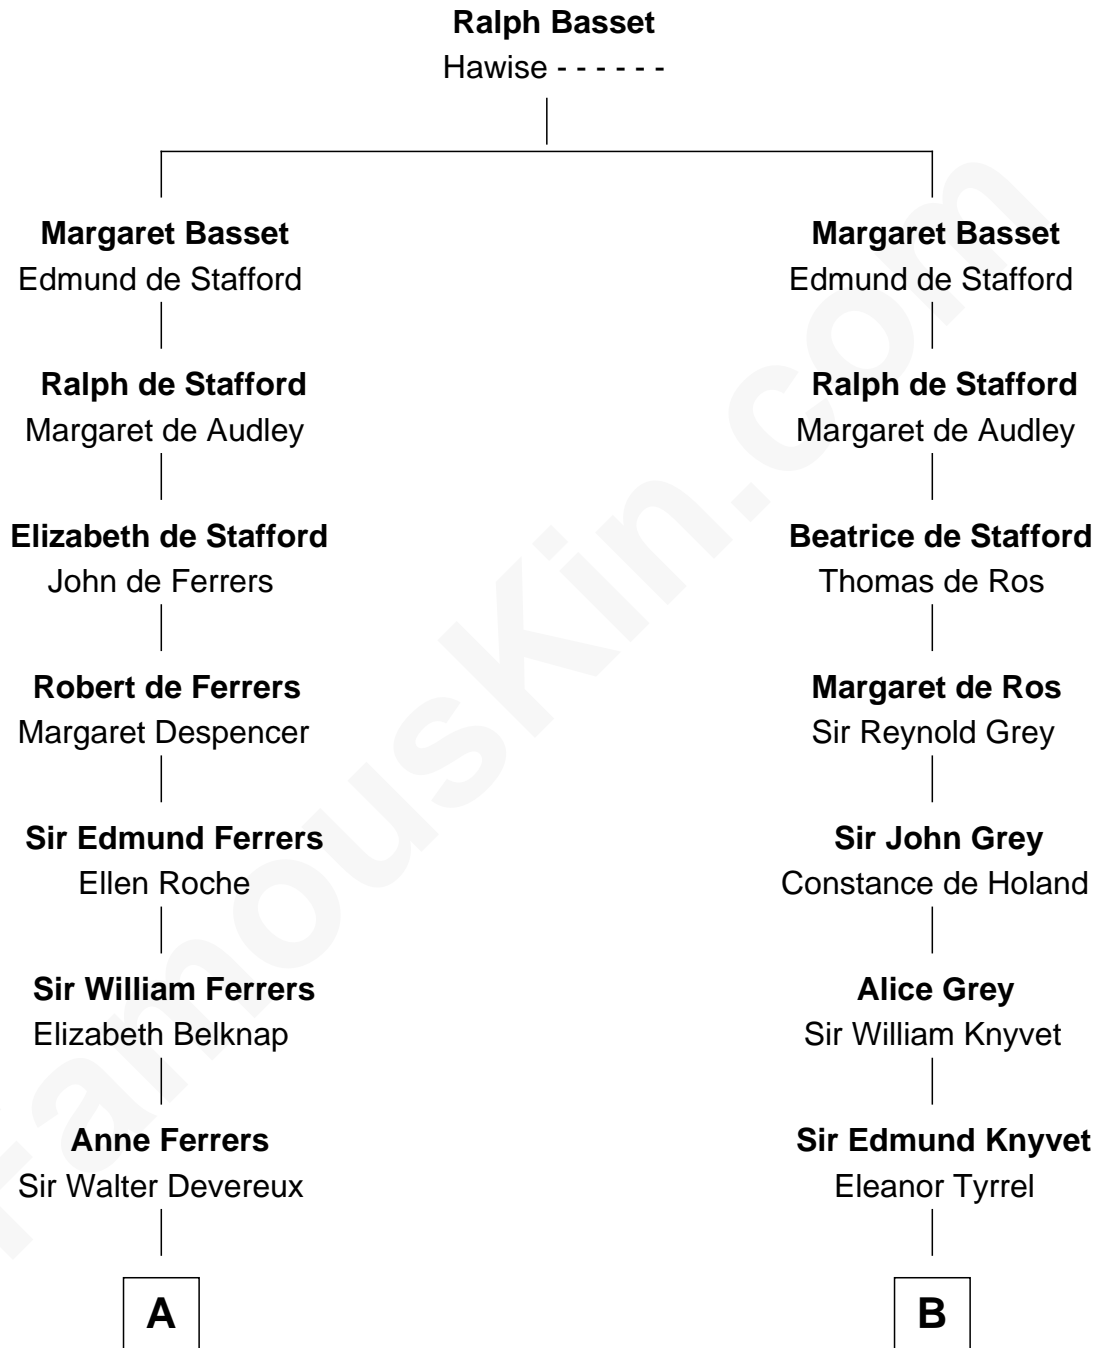 Ralph Basset
Hawise - - - - - -
Margaret Basset
Edmund de Stafford
Margaret Basset
Edmund de Stafford
Ralph de Stafford
Margaret de Audley
Ralph de Stafford
Margaret de Audley
Elizabeth de Stafford
John de Ferrers
Beatrice de Stafford
Thomas de Ros
Robert de Ferrers
Margaret Despencer
Margaret de Ros
Sir Reynold Grey
Sir Edmund Ferrers
Ellen Roche
Sir John Grey
Constance de Holand
Sir William Ferrers
Elizabeth Belknap
Alice Grey
Sir William Knyvet
Anne Ferrers
Sir Walter Devereux
Sir Edmund Knyvet
Eleanor Tyrrel
A
B
FamousKin.com